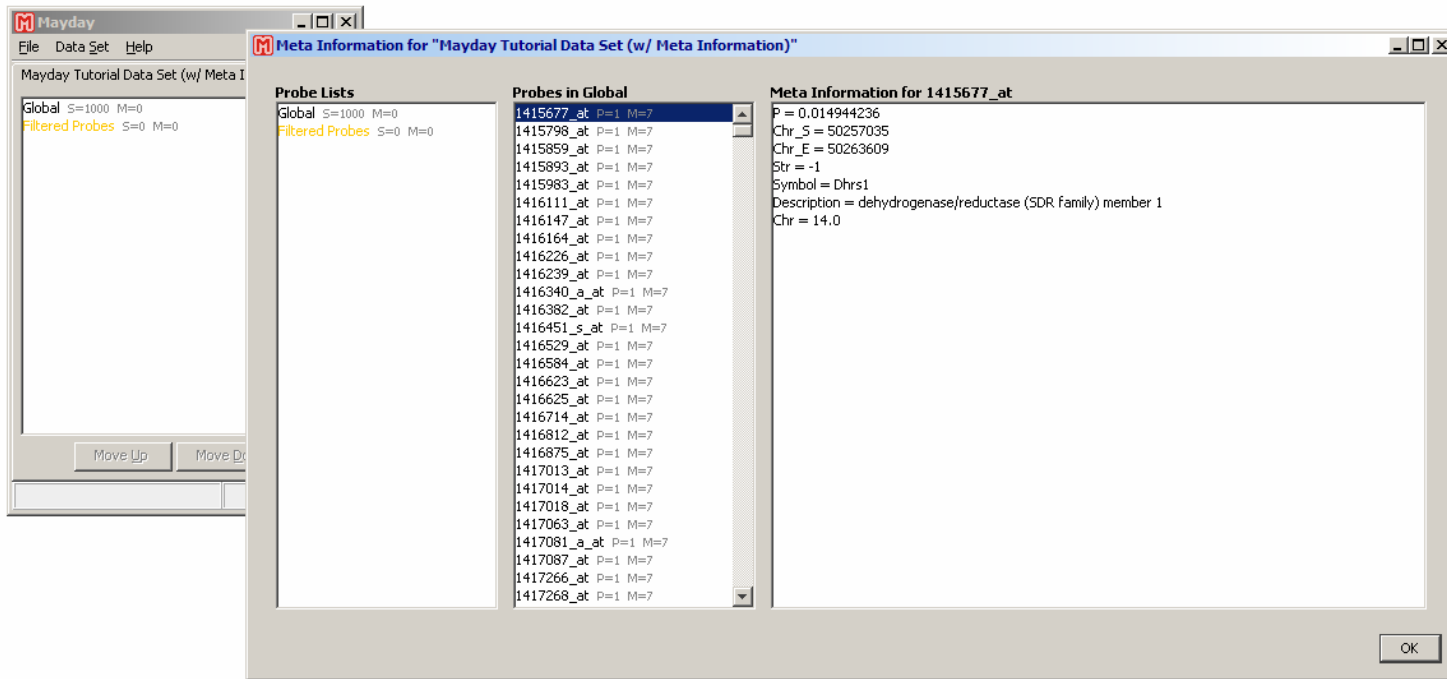 Mayday
File Data Set Help
Mayday Tutorial Data Set (w/ Meta I
Global S=1000 M=0
Filtered Probes S=0 M=0
Move Up
Move Do
Meta Information for "Mayday Tutorial Data Set (w/ Meta Information)"
Probe Lists
Global S=1000 M=0
Filtered Probes S=0 M=0
Probes in Global
1415677_at P=1 M=7
1415798_at P=1 M=7
1415859_at P=1 M=7
1415893_at P=1 M=7
1415983_at P=1 M=7
1416111_at P=1 M=7
1416147_at P=1 M=7
1416164_at P=1 M=7
1416226_at P=1 M=7
1416239_at P=1 M=7
1416340_a_at P=1 M=7
1416382_at P=1 M=7
1416451_s_at P=1 M=7
1416529_at P=1 M=7
1416584_at P=1 M=7
1416623_at P=1 M=7
1416625_at P=1 M=7
1416714_at P=1 M=7
1416812_at P=1 M=7
1416875_at P=1 M=7
1417013_at P=1 M=7
1417014_at P=1 M=7
1417018_at P=1 M=7
1417063_at P=1 M=7
1417081_a_at P=1 M=7
1417087_at P=1 M=7
1417266_at P=1 M=7
1417268_at P=1 M=7
Meta Information for 1415677_at
P = 0.014944236
Chr_S = 50257035
Chr_E = 50263609
Str = -1
Symbol = Dhrs1
Description = dehydrogenase/reductase (SDR family) member 1
Chr = 14.0
OK